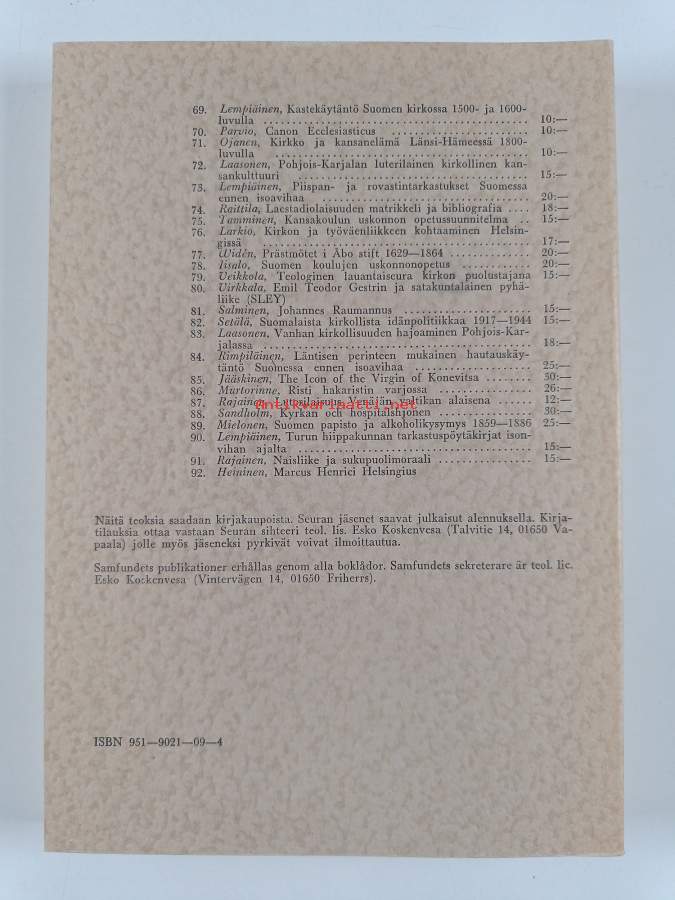 69. Lempiäinen, Kastekäytäntö Suomen kirkossa 1500- ja 1600-
luvulla .......... 10:—
70. Parvio, Canon Ecclesiasticus .......... 10:—
71. Ojanen, Kirkko ja kansanelämä Länsi-Hämeessä 1800-
luvulla .......... 10:—
72. Laasonen, Pohjois-Karjalan luterilainen kirkollinen kan-
sankulttuuri .......... 15:—
73. Lempiäinen, Piispan- ja rovastintarkastukset Suomessa
ennen isoavihaa .......... 20:—
74. Raittila, Laestadiolaisuuden matrikkeli ja bibliografia .... 18:—
75. Tamminen, Kansakoulun uskonnon opetussuunnitelma .. 15:—
76. Larkio, Kirkon ja työväenliikkeen kohtaaminen Helsin-
gissä .......... 17:—
77. Widén, Prästmötet i Åbo stift 1629—1864 .......... 20:—
78. Iisalo, Suomen koulujen uskonnonopetus .......... 20:—
79. Veikkola, Teologinen lauantaiseura kirkon puolustajana 15:—
80. Virkkala, Emil Teodor Gestrin ja satakuntalainen pyhä-
liike (SLEY)
81. Salminen, Johannes Raumannus .......... 15:—
82. Setälä, Suomalaista kirkollista idänpolitiikkaa 1917—1944 15:—
83. Laasonen, Vanhan kirkollisuuden hajoaminen Pohjois-Kar-
jalassa .......... 18:—
84. Rimpiläinen, Läntisen perinteen mukainen hautauskäy-
täntö Suomessa ennen isoavihaa .......... 25:—
85. Jääskinen, The Icon of the Virgin of Konevitsa ....... 20:—
86. Murtorinne, Risti hakaristin varjossa .......... 26:—
87. Rajainen, Venäjän valtikan alaisena ...... 12:—
Antikvariaatti.net
88. Sandholm, Kyrkan och hospitalshjonen .......... 30:—
89. Mielonen, Suomen papisto ja alkoholikysymys 1859—1886 25:—
90. Lempiäinen, Turun hiippakunnan tarkastuspöytäkirjat ison-
vihan ajalta .......... 15:—
91. Rajainen, Naisliike ja sukupuolimoraali .......... 15:—
92. Heininen, Marcus Henrici Helsingius
Näitä teoksia saadaan kirjakaupoista. Seuran jäsenet saavat julkaisut alennuksella. Kirja-
tilauksia ottaa vastaan Seuran sihteeri teol. lis. Esko Koskenvesa (Talvitie 14, 01650 Va-
paala) jolle myös jäseneksi pyrkivät voivat ilmoittautua.
Samfundets publikationer erhållas genom alla boklådor. Samfundets sekreterare är teol. lic.
Esko Koskenvesa (Vintervägen 14, 01650 Friherrs).
ISBN 951—9021—09—4